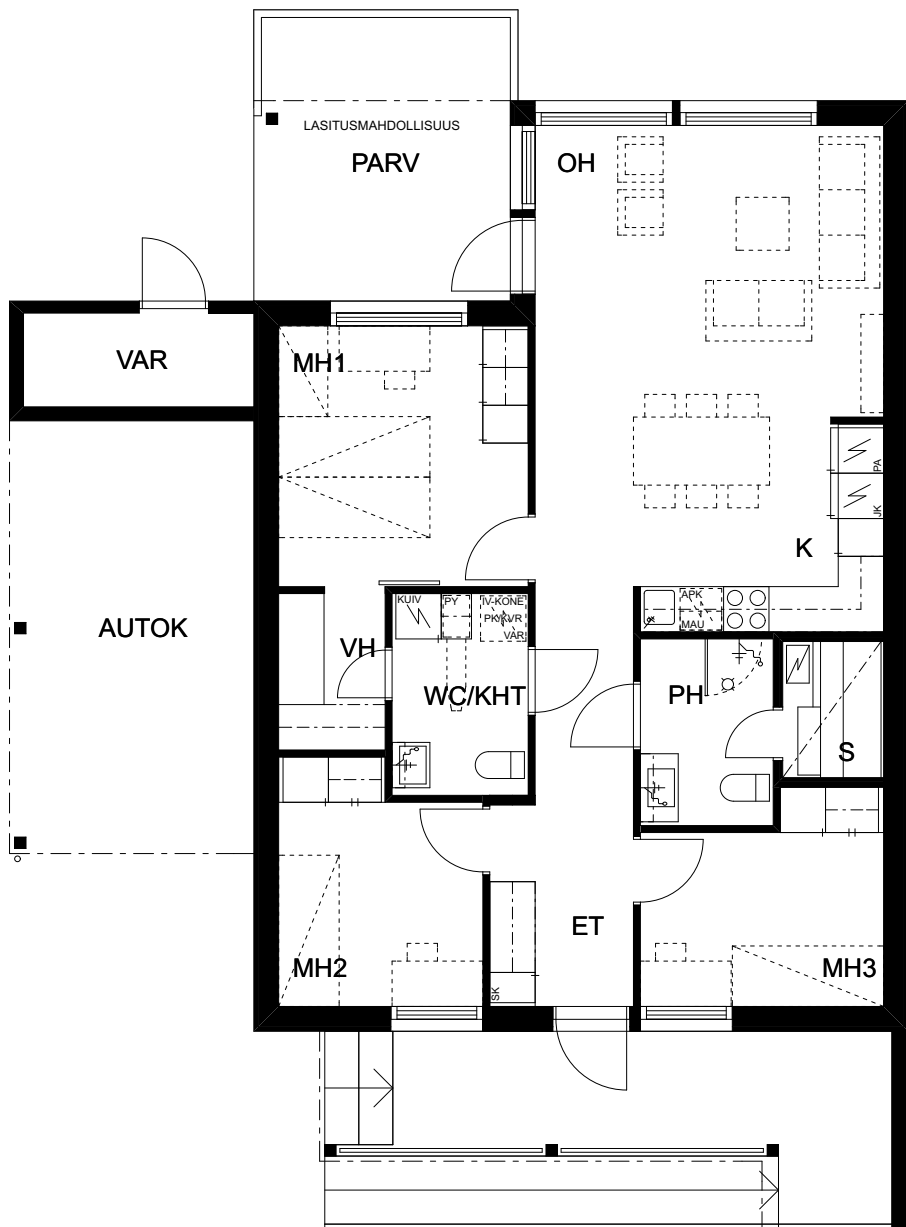 LASITUSMAHDOLLISUUS
PARV
OH
VAR
MH1
PA
JK
K
KUIV
PY
IV-KONE
PK/KVR
VAR
APK
MAU
AUTOK
VH
WC/KHT
PH
S
ET
MH2
MH3
SK